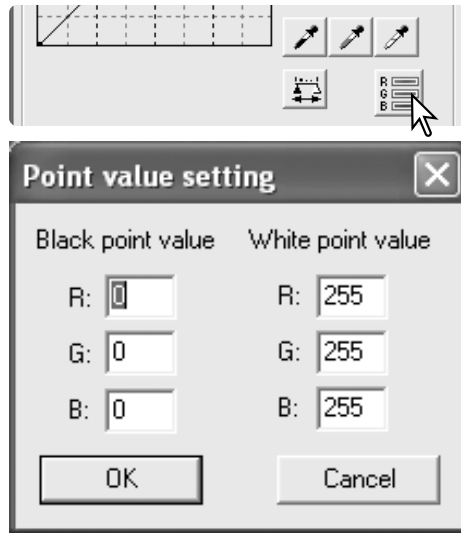 R
G
B
Point value setting
Black point value White point value
R: 0 R: 255
G: 0 G: 255
B: 0 B: 255
OK Cancel